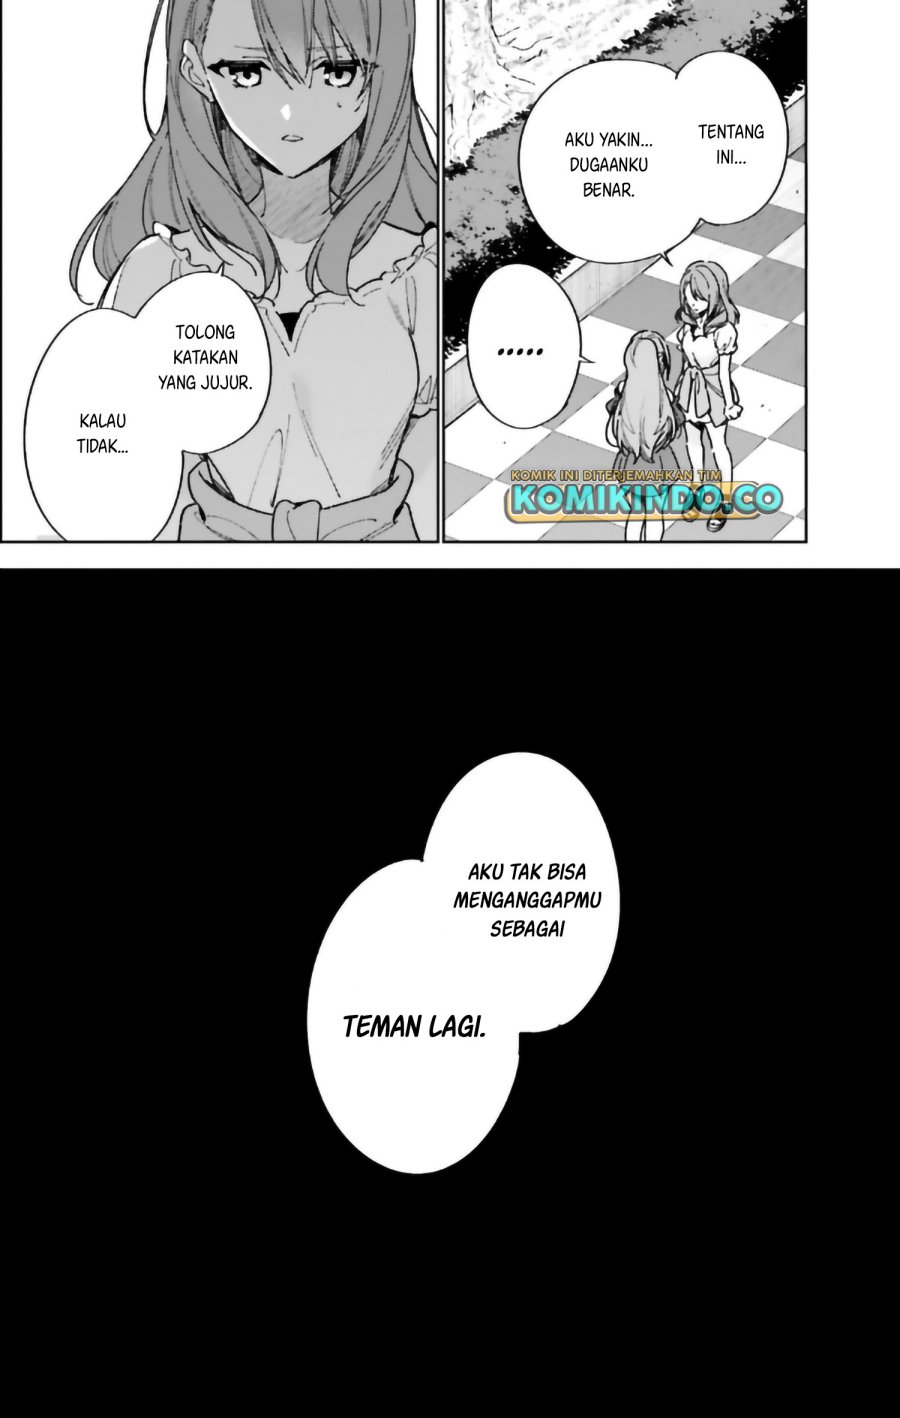 TENTANG
INI...
AKU YAKIN...
DUGAANKU
BENAR.
.....
TOLONG
KATAKAN
YANG JUJUR.
KALAU
TIDAK...
KOMIK INI DITERJEMAHKAN TIM
KOMIKINDO.CO
AKU TAK BISA
MENGANGGAPMU
SEBAGAI
TEMAN LAGI.